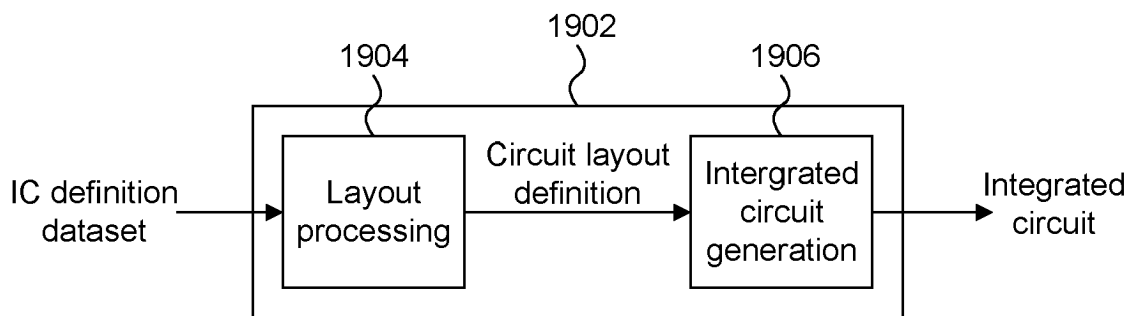 1902
1904
1906
IC definition
dataset
Layout
processing
Circuit layout
definition
Intergrated
circuit
generation
Integrated
circuit